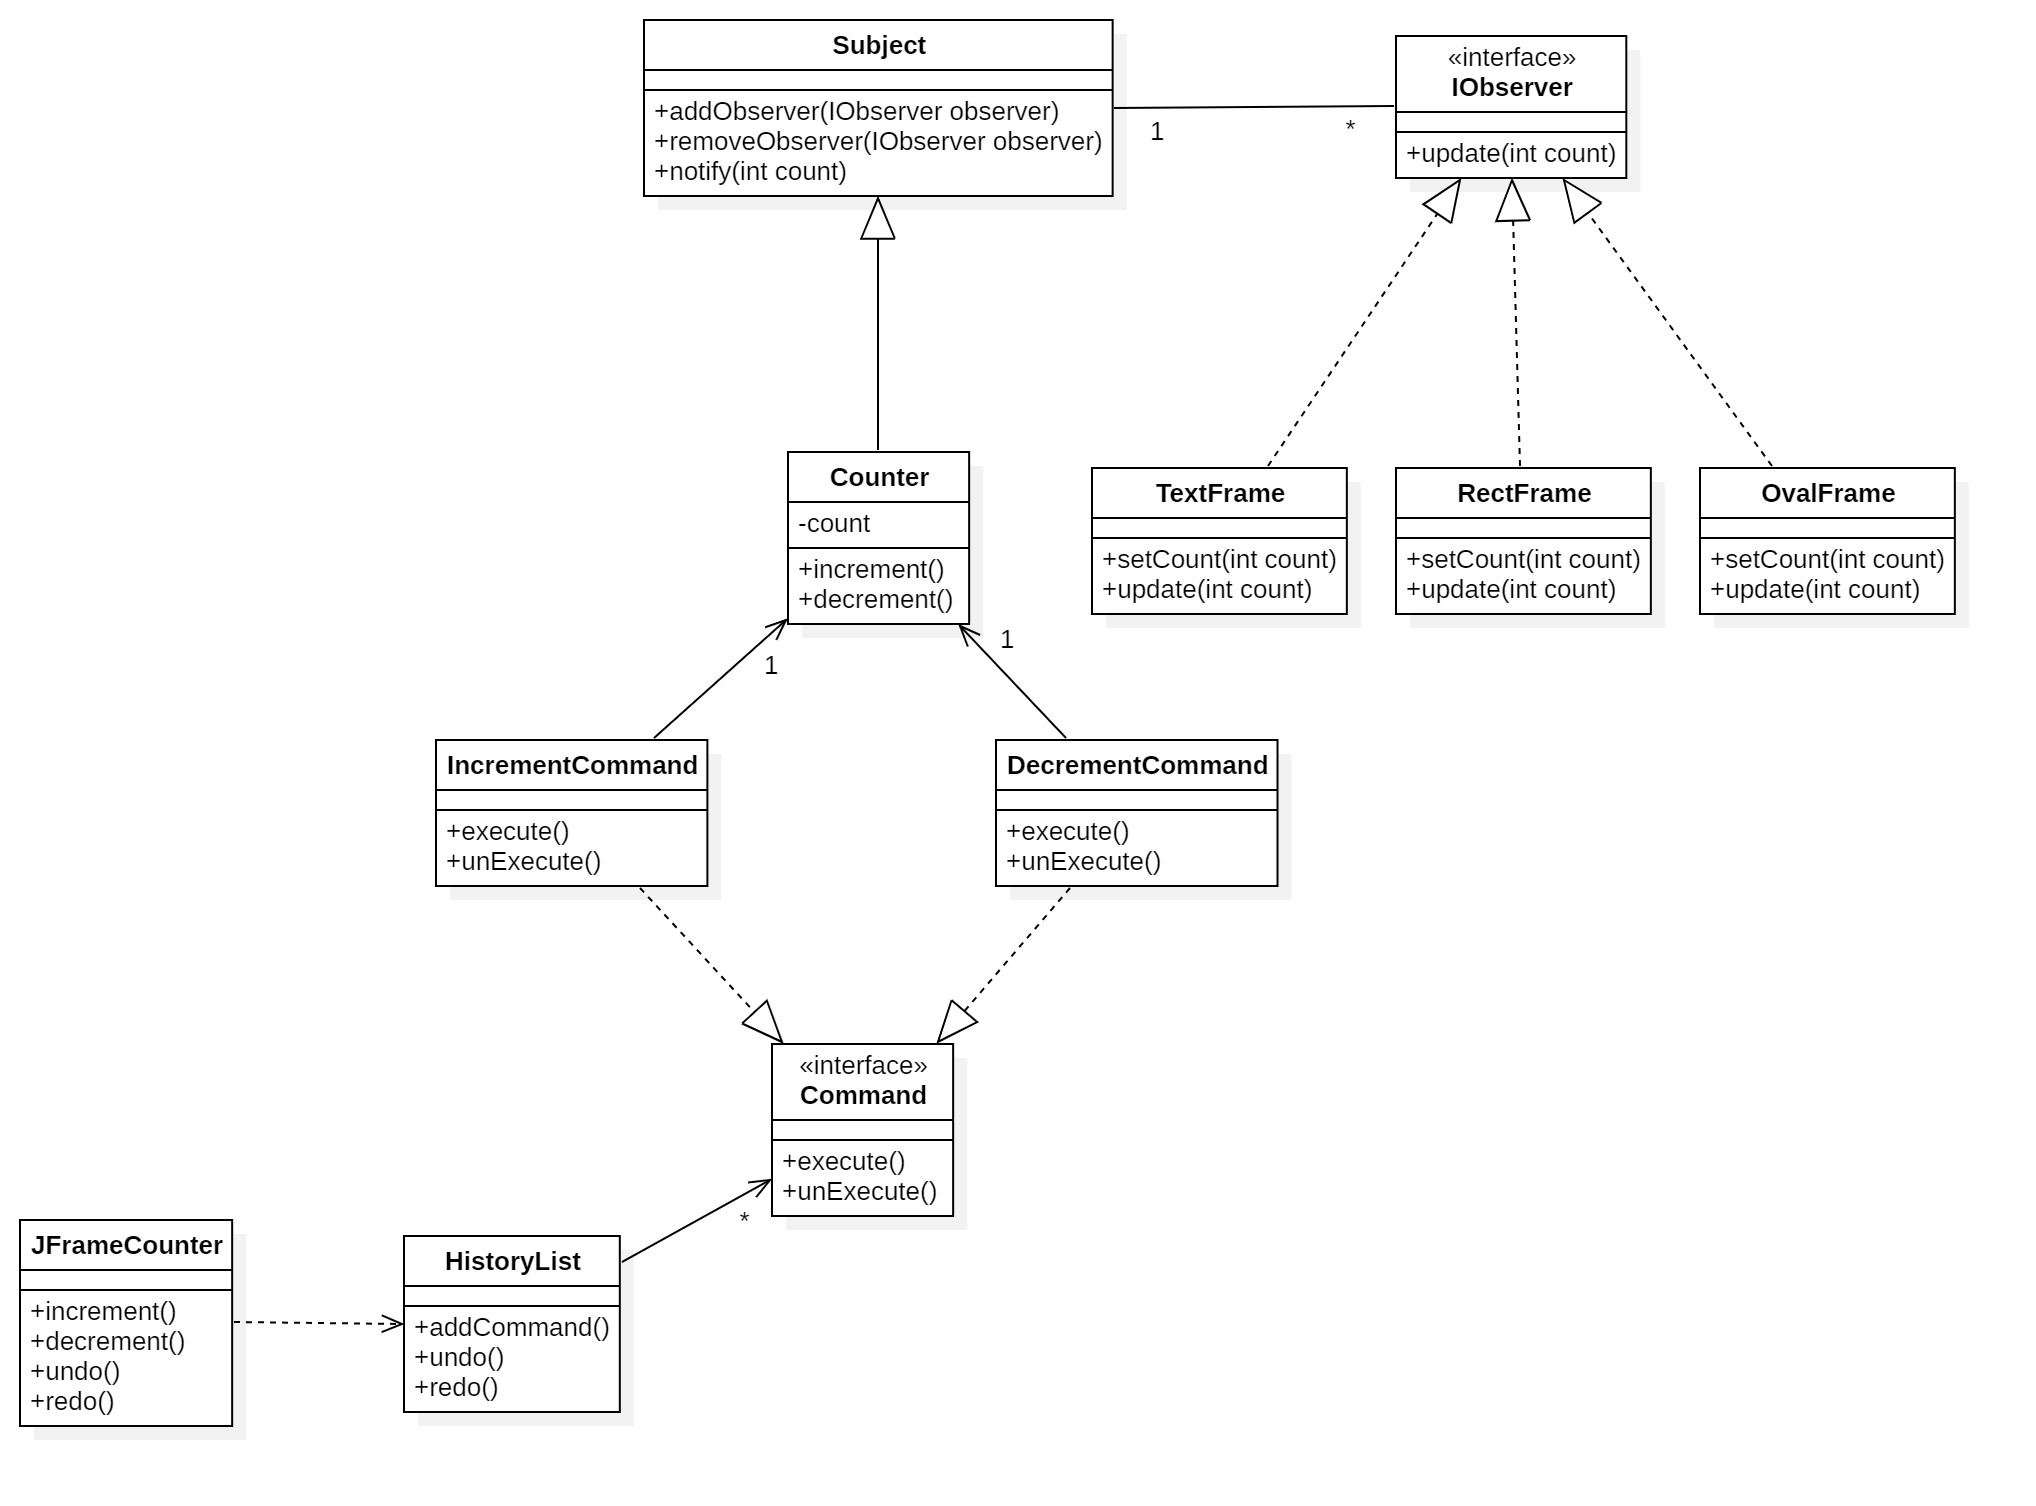 Subject
+addObserver(IObserver observer)
+removeObserver(IObserver observer)
+notify(int count)
1
*
«interface»
IObserver
+update(int count)
Counter
-count
+increment()
+decrement()
TextFrame
+setCount(int count)
+update(int count)
RectFrame
+setCount(int count)
+update(int count)
OvalFrame
+setCount(int count)
+update(int count)
1
1
IncrementCommand
+execute()
+unExecute()
DecrementCommand
+execute()
+unExecute()
«interface»
Command
+execute()
+unExecute()
*
JFrameCounter
+increment()
+decrement()
+undo()
+redo()
HistoryList
+addCommand()
+undo()
+redo()